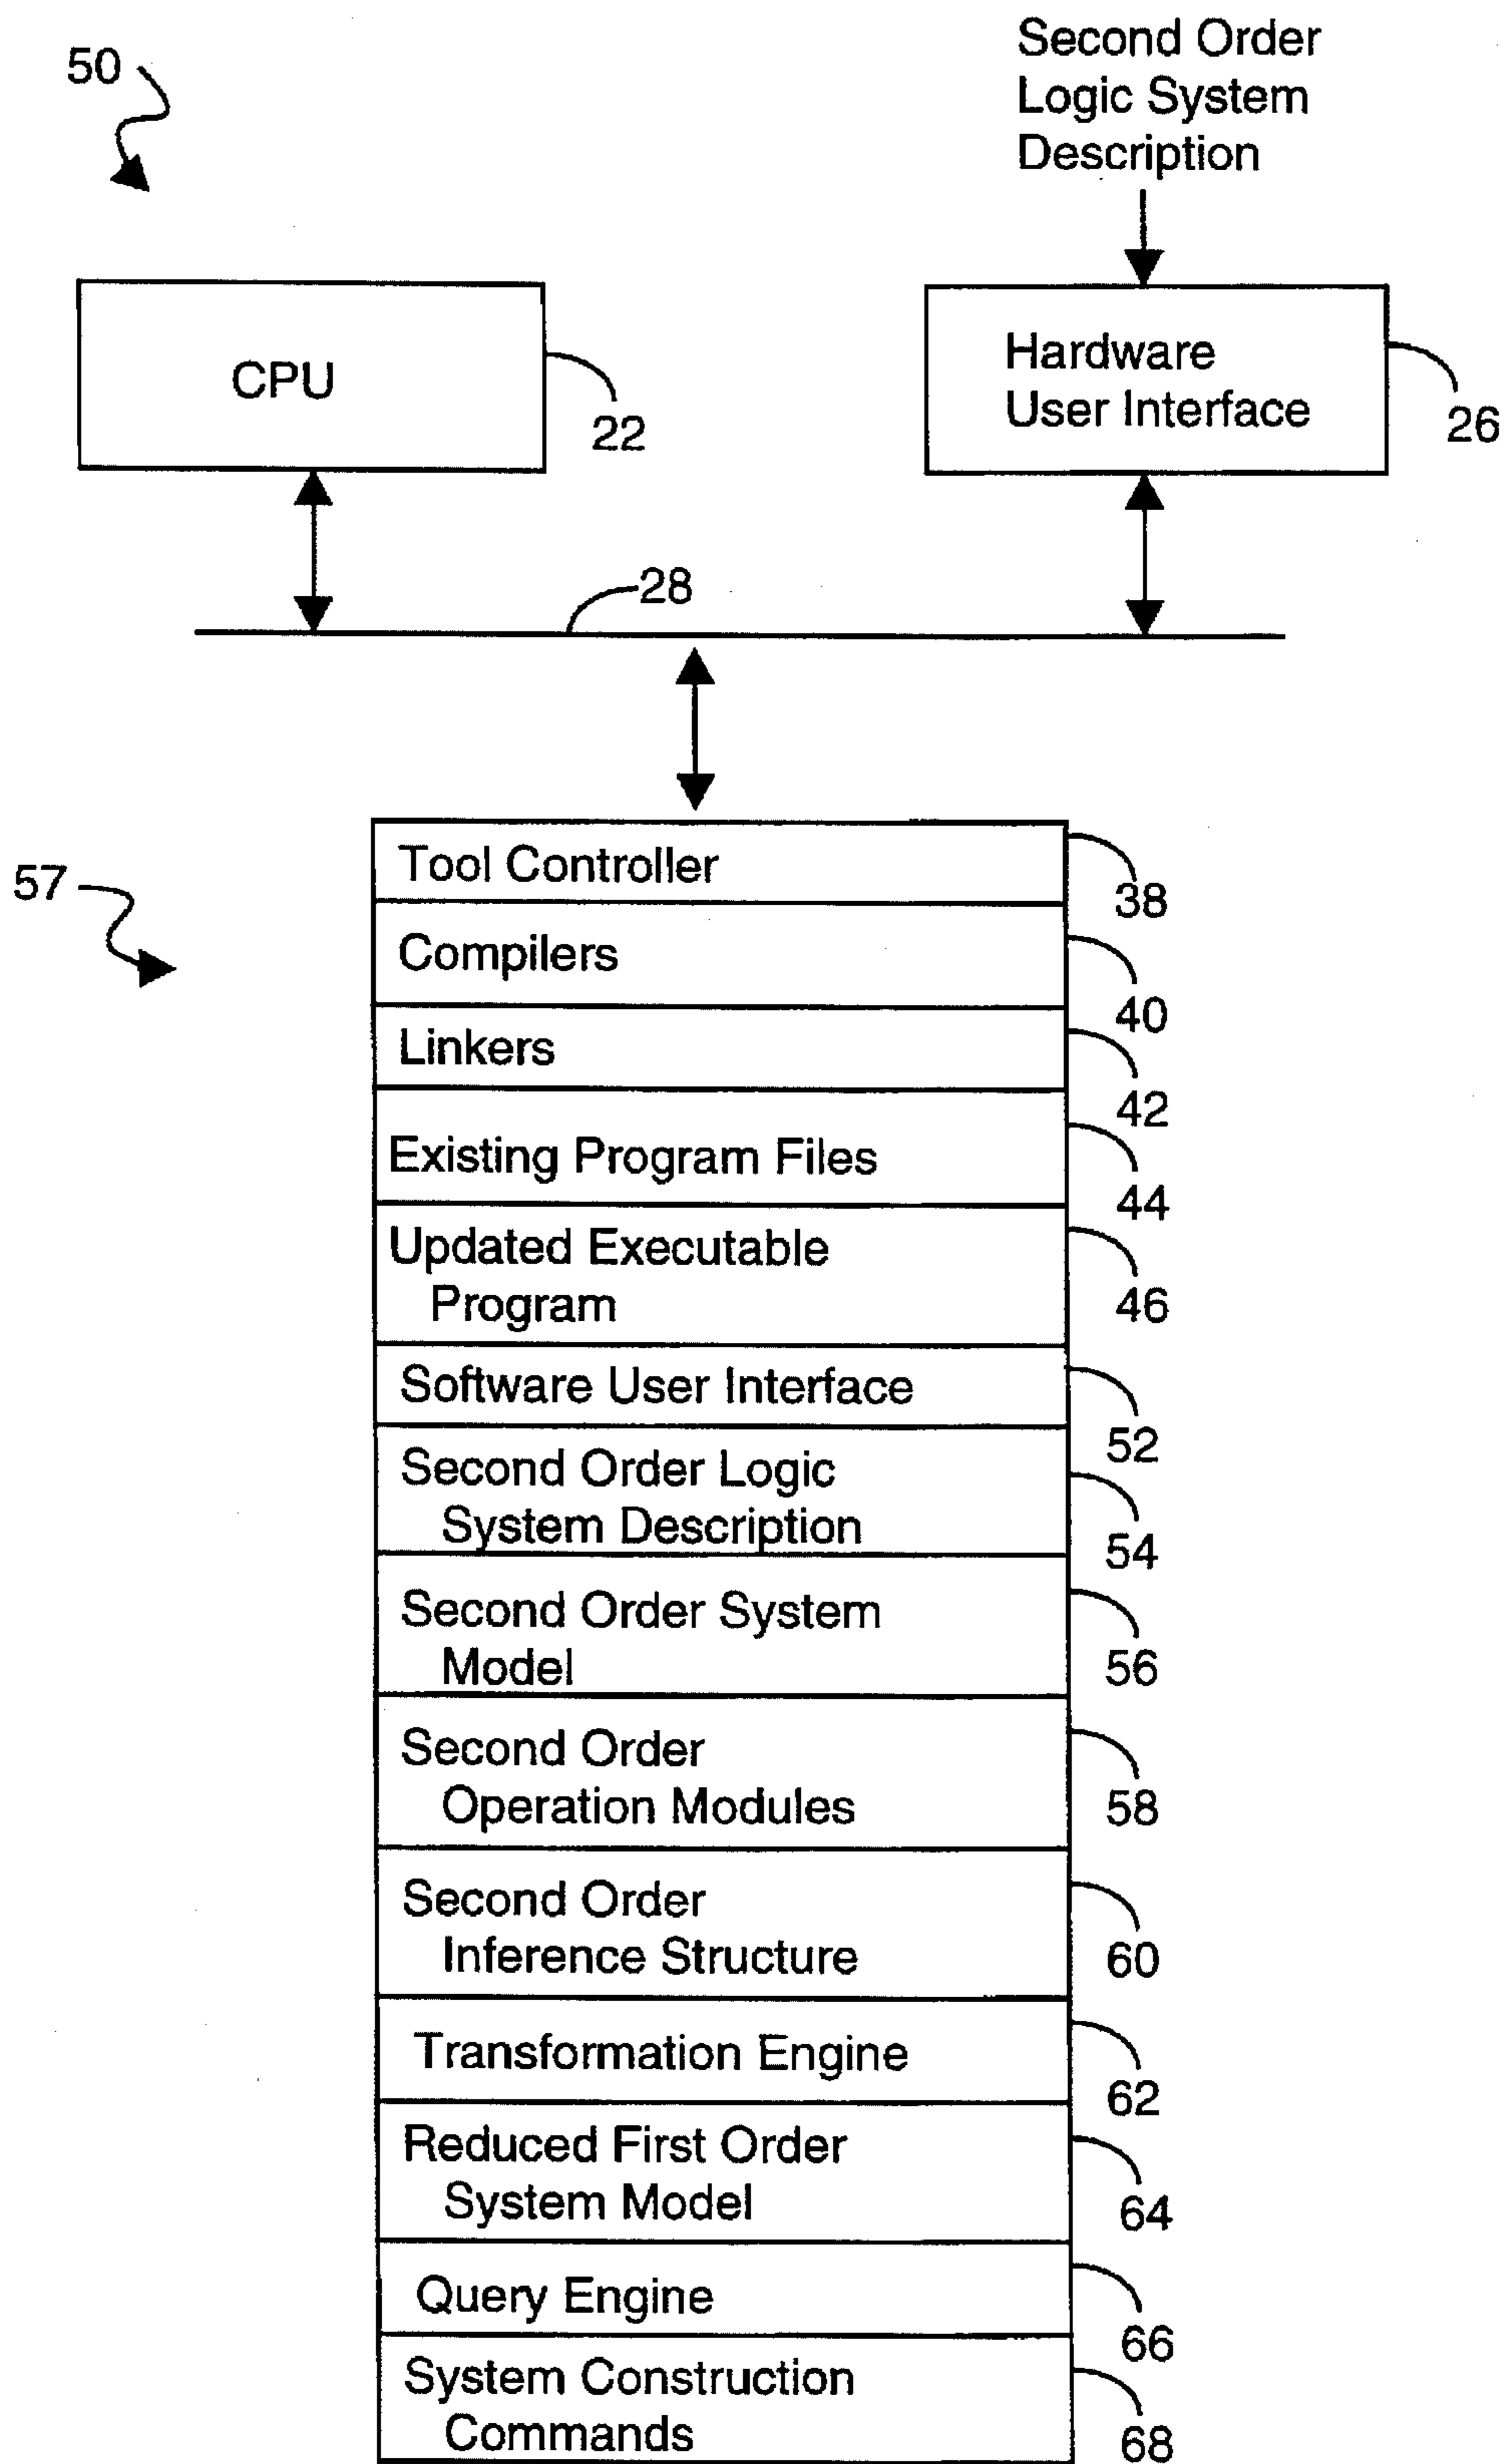 50
Second Order
Logic System
Description
CPU
22
Hardware
User Interface
26
28
57
Tool Controller
38
Compilers
40
Linkers
42
Existing Program Files
44
Updated Executable
Program
46
Software User Interface
52
Second Order Logic
System Description
54
Second Order System
Model
56
Second Order
Operation Modules
58
Second Order
Inference Structure
60
Transformation Engine
62
Reduced First Order
System Model
64
Query Engine
66
System Construction
Commands
68